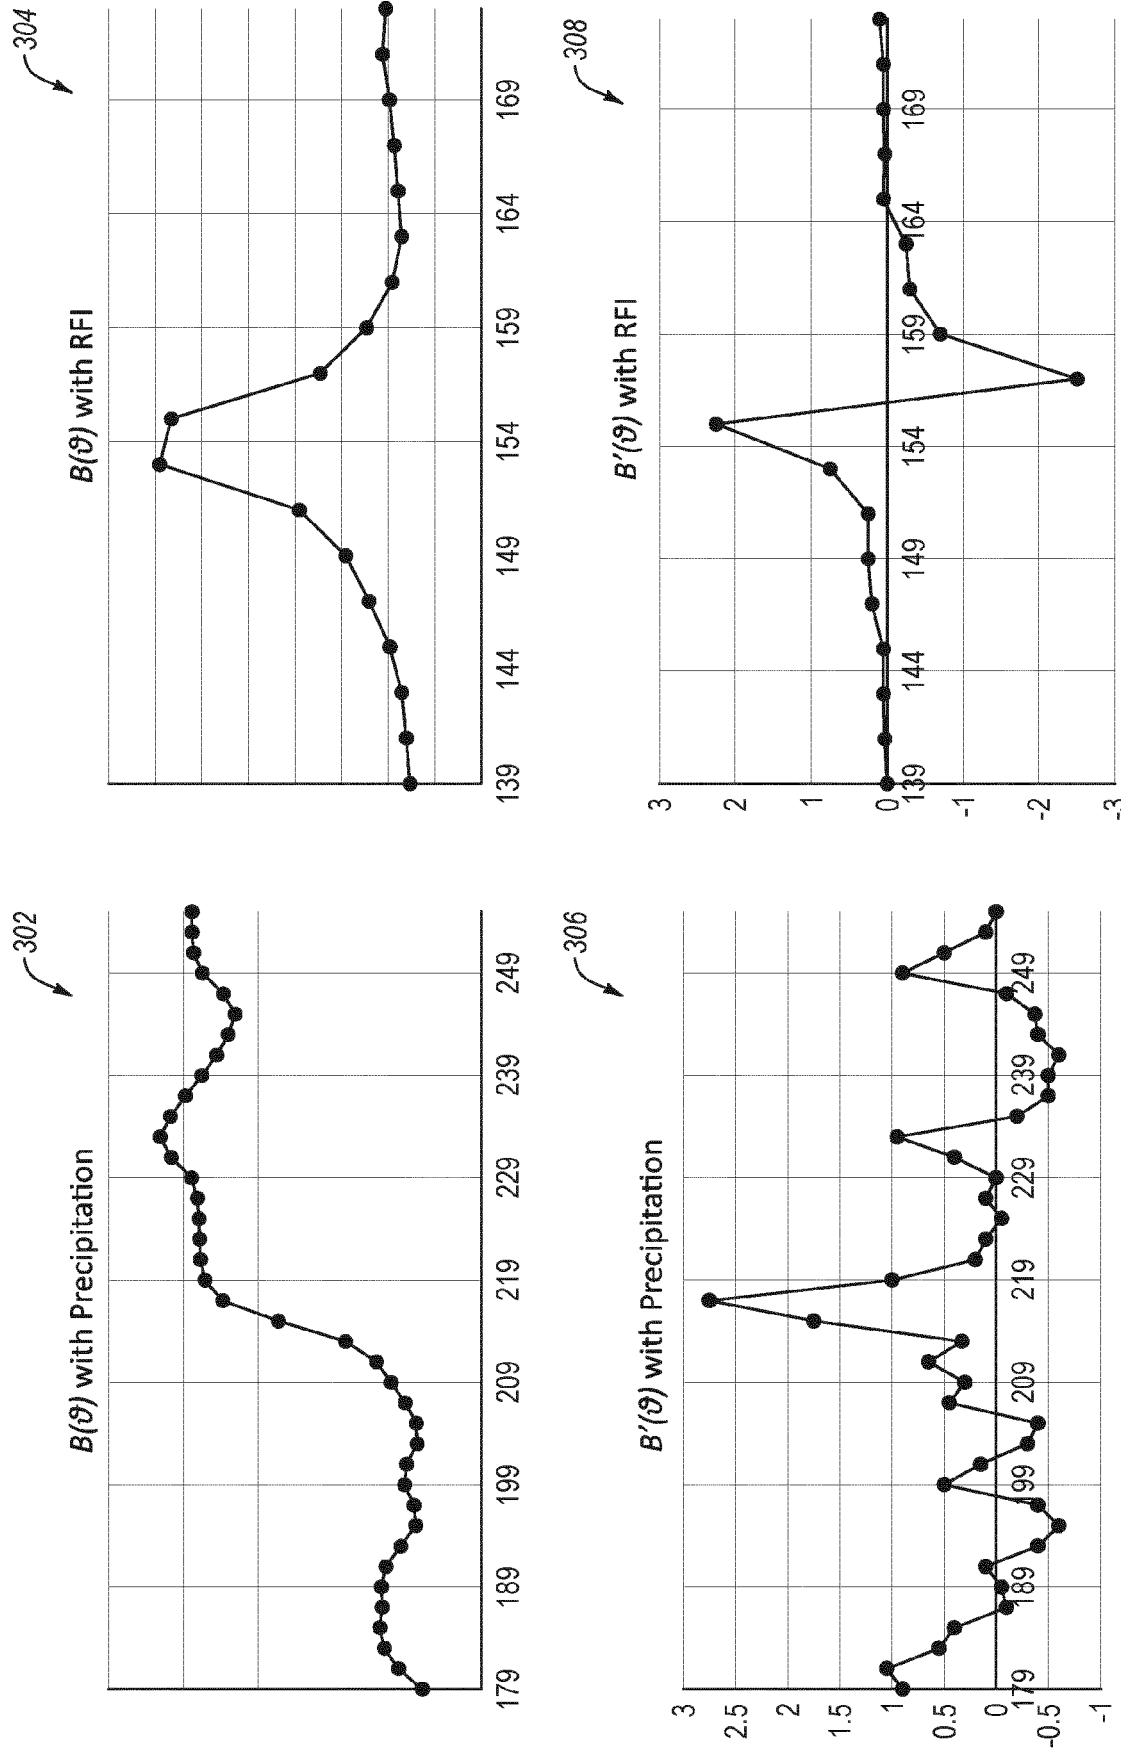 302
B(ϑ) with Precipitation
179 189 199 209 219 229 239 249
304
B(ϑ) with RFI
139 144 149 154 159 164 169
306
B′(ϑ) with Precipitation
3
2.5
2
1.5
1
0.5
0
-0.5
-1
179 189 199 209 219 229 239 249
308
B′(ϑ) with RFI
3
2
1
0
-1
-2
-3
139 144 149 154 159 164 169